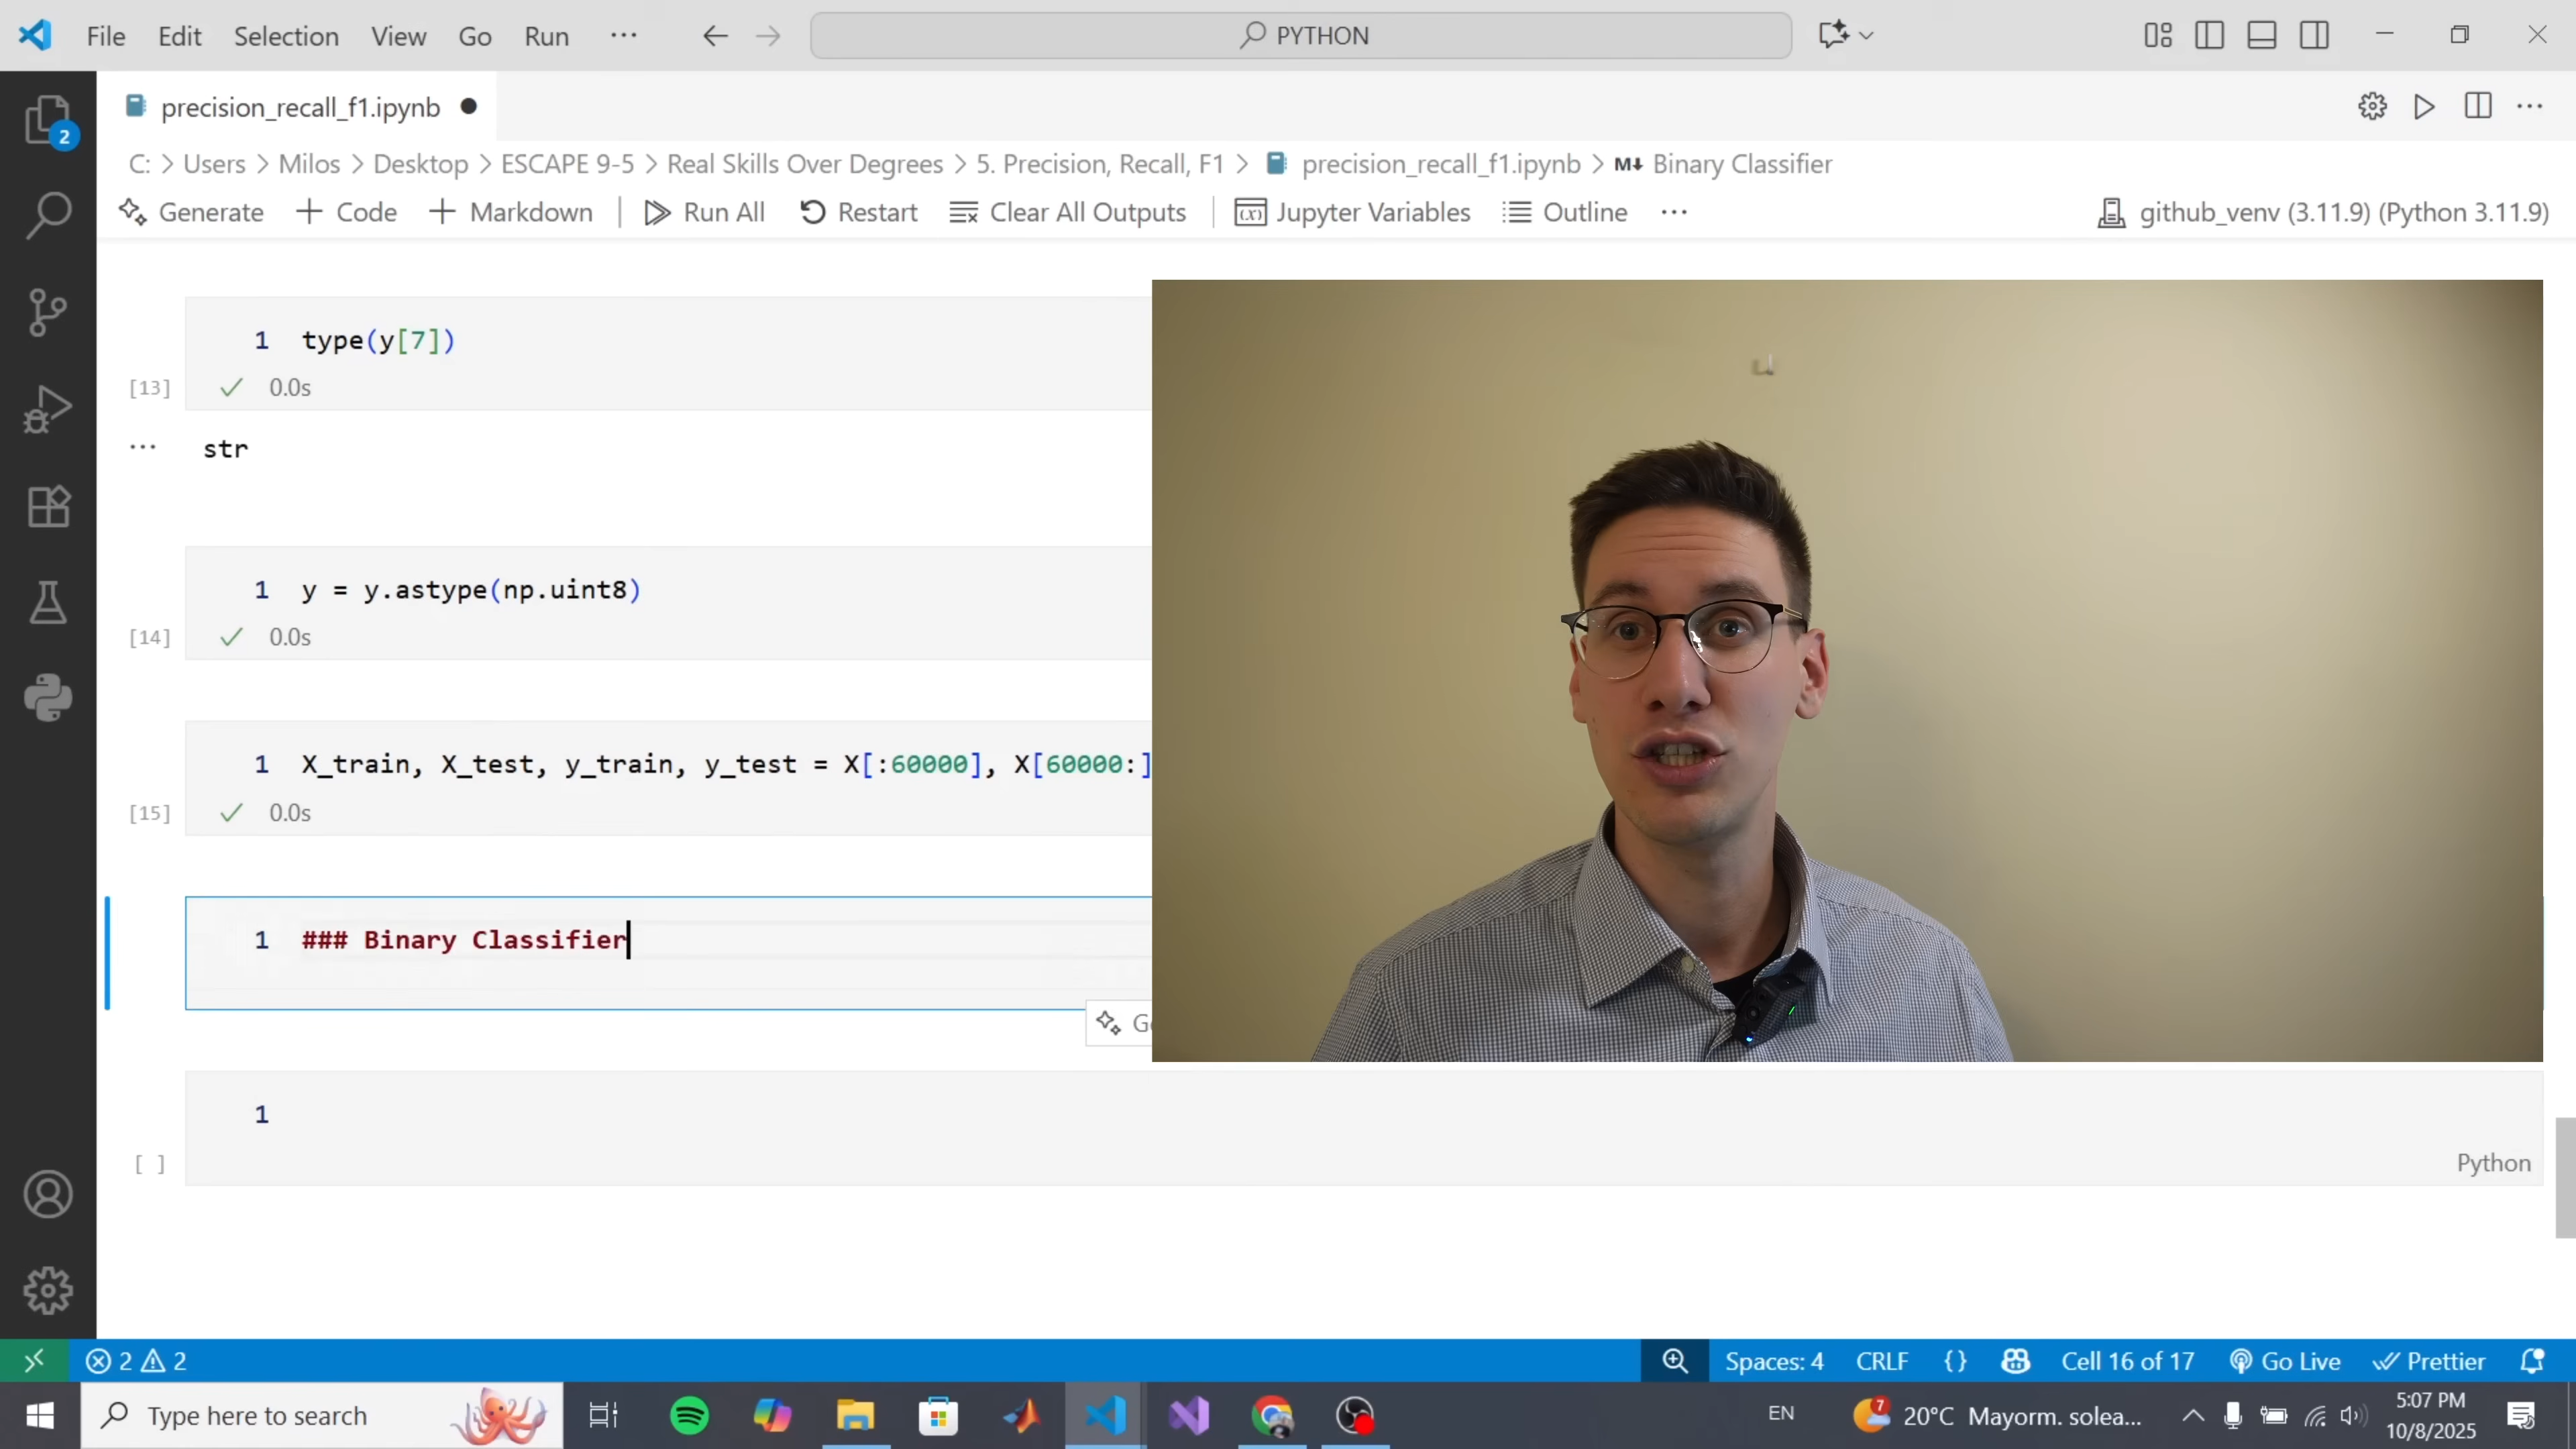 File Edit Selection View Go Run ··· PYTHON
precision_recall_f1.ipynb
2
C: > Users > Milos > Desktop > ESCAPE 9-5 > Real Skills Over Degrees > 5. Precision, Recall, F1 > precision_recall_f1.ipynb > M↓ Binary Classifier
Generate + Code + Markdown Run All Restart Clear All Outputs (x) Jupyter Variables Outline ··· github_venv (3.11.9) (Python 3.11.9)
1 type(y[7])
[13] 0.0s
··· str
1 y = y.astype(np.uint8)
[14] 0.0s
1 X_train, X_test, y_train, y_test = X[:60000], X[60000:]
[15] 0.0s
1 ### Binary Classifier
1
[ ] Python
2 2 Spaces: 4 CRLF {} Cell 16 of 17 Go Live Prettier
Type here to search EN 7 20°C Mayorm. solea... 5:07 PM
10/8/2025